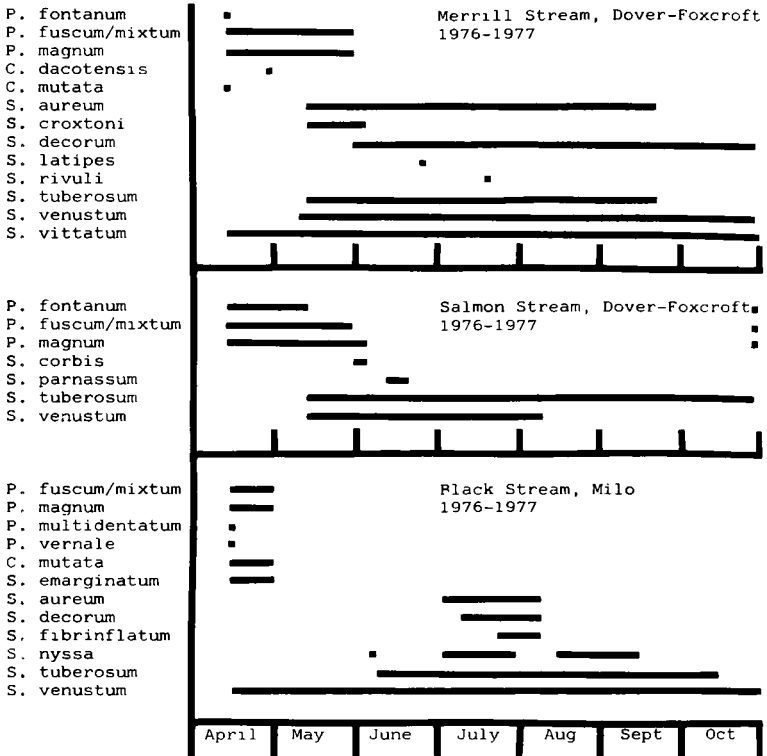 P. fontanum
Merrill Stream, Dover-Foxcroft
P. fuscum/mixtum
1976-1977
P. magnum
C. dacotensis
C. mutata
S. aureum
S. croxtoni
S. decorum
S. latipes
S. rivuli
S. tuberosum
S. venustum
S. vittatum
P. fontanum
Salmon Stream, Dover-Foxcroft
P. fuscum/mixtum
1976-1977
P. magnum
S. corbis
S. parnassum
S. tuberosum
S. venustum
P. fuscum/mixtum
Black Stream, Milo
P. magnum
1976-1977
P. multidentatum
P. vernale
C. mutata
S. emarginatum
S. aureum
S. decorum
S. fibrinflatum
S. nyssa
S. tuberosum
S. venustum
April May June July Aug Sept Oct